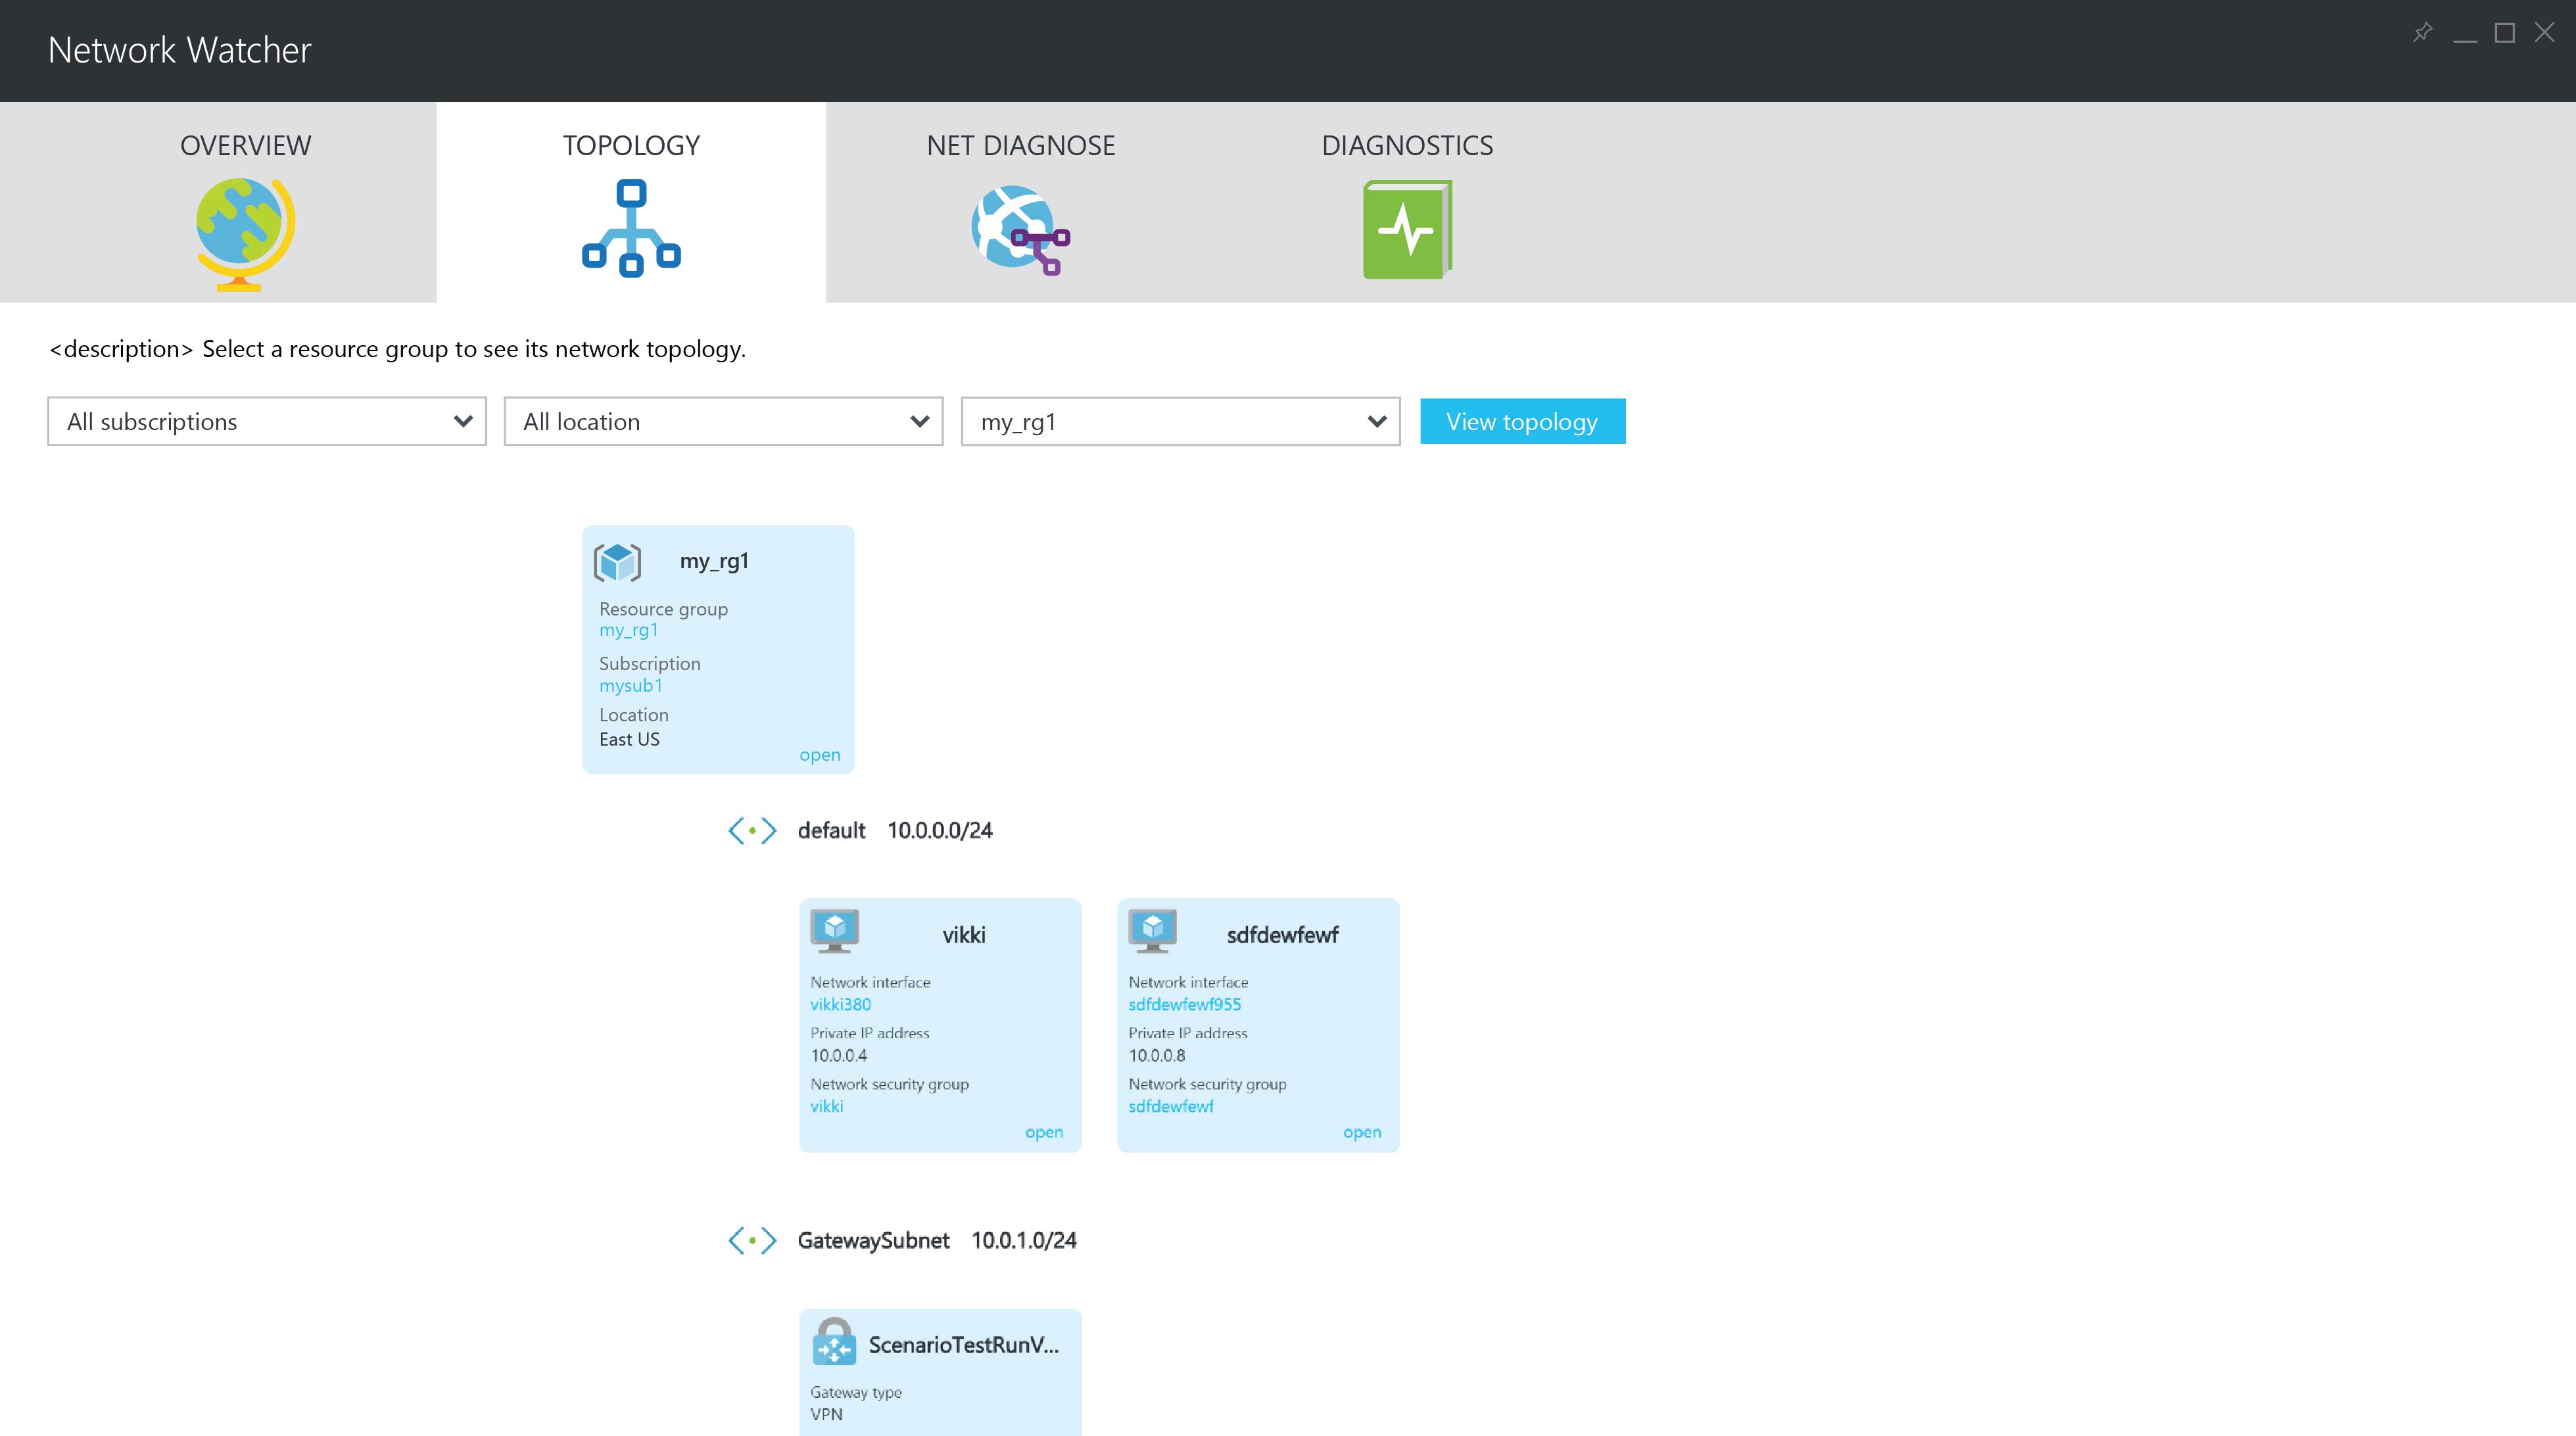 Network Watcher
OVERVIEW
TOPOLOGY
NET DIAGNOSE
DIAGNOSTICS
<description> Select a resource group to see its network topology.
All subscriptions
All location
my_rg1
View topology
my_rg1
Resource group
my_rg1
Subscription
mysub1
Location
East US
open
default 10.0.0.0/24
vikki
Network interface
vikki380
Private IP address
10.0.0.4
Network security group
vikki
open
sdfdewfewf
Network interface
sdfdewfewf955
Private IP address
10.0.0.8
Network security group
sdfdewfewf
open
GatewaySubnet 10.0.1.0/24
ScenarioTestRunV...
Gateway type
VPN